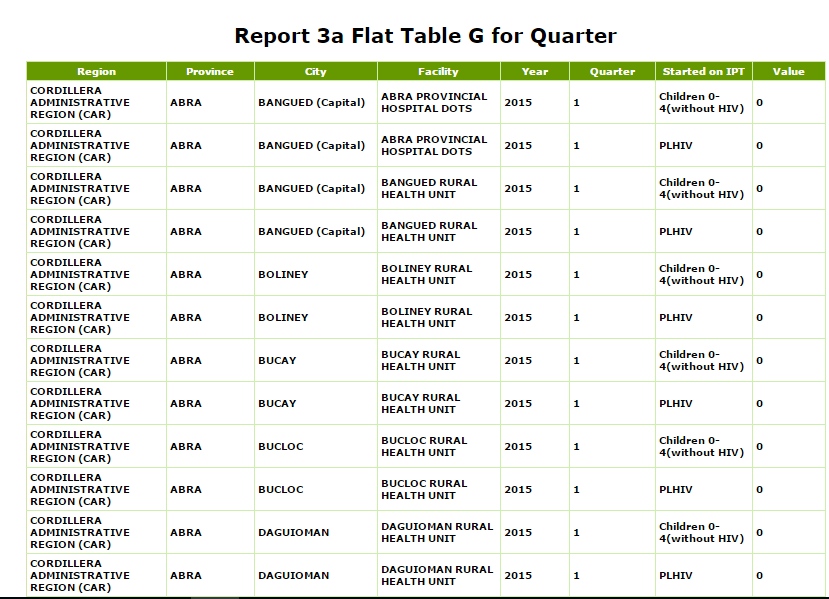 Report 3a Flat Table G for Quarter
Region Province City Facility Year Quarter Started on IPT Value
CORDILLERA ADMINISTRATIVE REGION (CAR) ABRA BANGUED (Capital) ABRA PROVINCIAL HOSPITAL DOTS 2015 1 Children 0-4(without HIV) 0
CORDILLERA ADMINISTRATIVE REGION (CAR) ABRA BANGUED (Capital) ABRA PROVINCIAL HOSPITAL DOTS 2015 1 PLHIV 0
CORDILLERA ADMINISTRATIVE REGION (CAR) ABRA BANGUED (Capital) BANGUED RURAL HEALTH UNIT 2015 1 Children 0-4(without HIV) 0
CORDILLERA ADMINISTRATIVE REGION (CAR) ABRA BANGUED (Capital) BANGUED RURAL HEALTH UNIT 2015 1 PLHIV 0
CORDILLERA ADMINISTRATIVE REGION (CAR) ABRA BOLINEY BOLINEY RURAL HEALTH UNIT 2015 1 Children 0-4(without HIV) 0
CORDILLERA ADMINISTRATIVE REGION (CAR) ABRA BOLINEY BOLINEY RURAL HEALTH UNIT 2015 1 PLHIV 0
CORDILLERA ADMINISTRATIVE REGION (CAR) ABRA BUCAY BUCAY RURAL HEALTH UNIT 2015 1 Children 0-4(without HIV) 0
CORDILLERA ADMINISTRATIVE REGION (CAR) ABRA BUCAY BUCAY RURAL HEALTH UNIT 2015 1 PLHIV 0
CORDILLERA ADMINISTRATIVE REGION (CAR) ABRA BUCLOC BUCLOC RURAL HEALTH UNIT 2015 1 Children 0-4(without HIV) 0
CORDILLERA ADMINISTRATIVE REGION (CAR) ABRA BUCLOC BUCLOC RURAL HEALTH UNIT 2015 1 PLHIV 0
CORDILLERA ADMINISTRATIVE REGION (CAR) ABRA DAGUIOMAN DAGUIOMAN RURAL HEALTH UNIT 2015 1 Children 0-4(without HIV) 0
CORDILLERA ADMINISTRATIVE REGION (CAR) ABRA DAGUIOMAN DAGUIOMAN RURAL HEALTH UNIT 2015 1 PLHIV 0